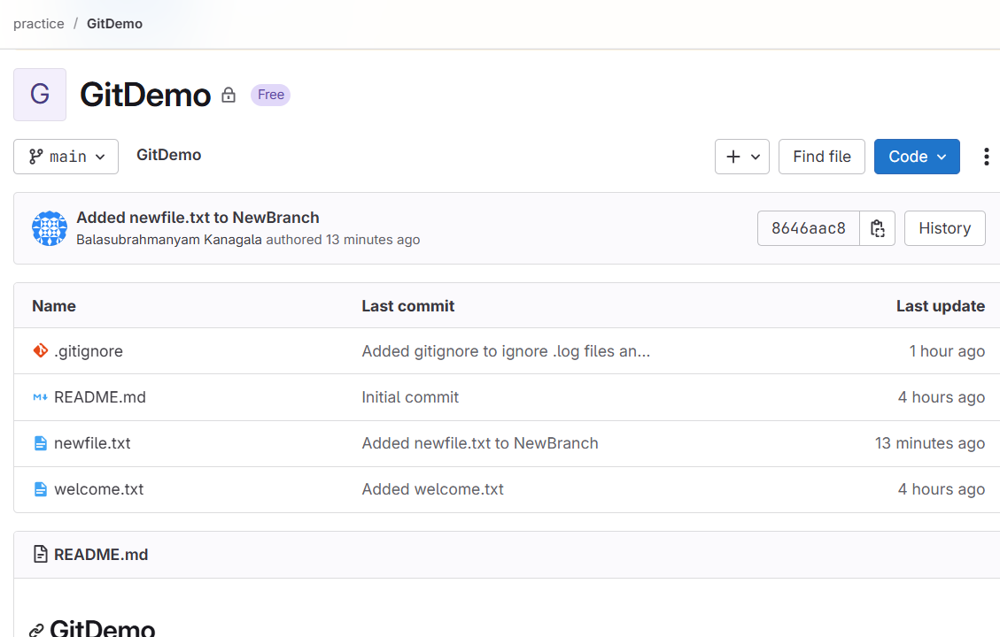 practice / GitDemo
G GitDemo Free
main GitDemo Find file Code
Added newfile.txt to NewBranch
Balasubrahmanyam Kanagala authored 13 minutes ago
8646aac8 History
Name Last commit Last update
.gitignore Added gitignore to ignore .log files an... 1 hour ago
README.md Initial commit 4 hours ago
newfile.txt Added newfile.txt to NewBranch 13 minutes ago
welcome.txt Added welcome.txt 4 hours ago
README.md
GitDemo